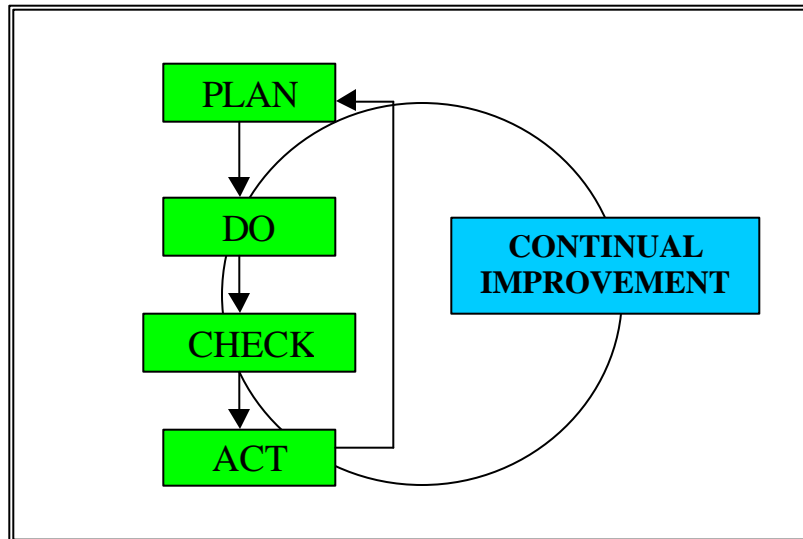 PLAN
DO
CONTINUAL
IMPROVEMENT
CHECK
ACT